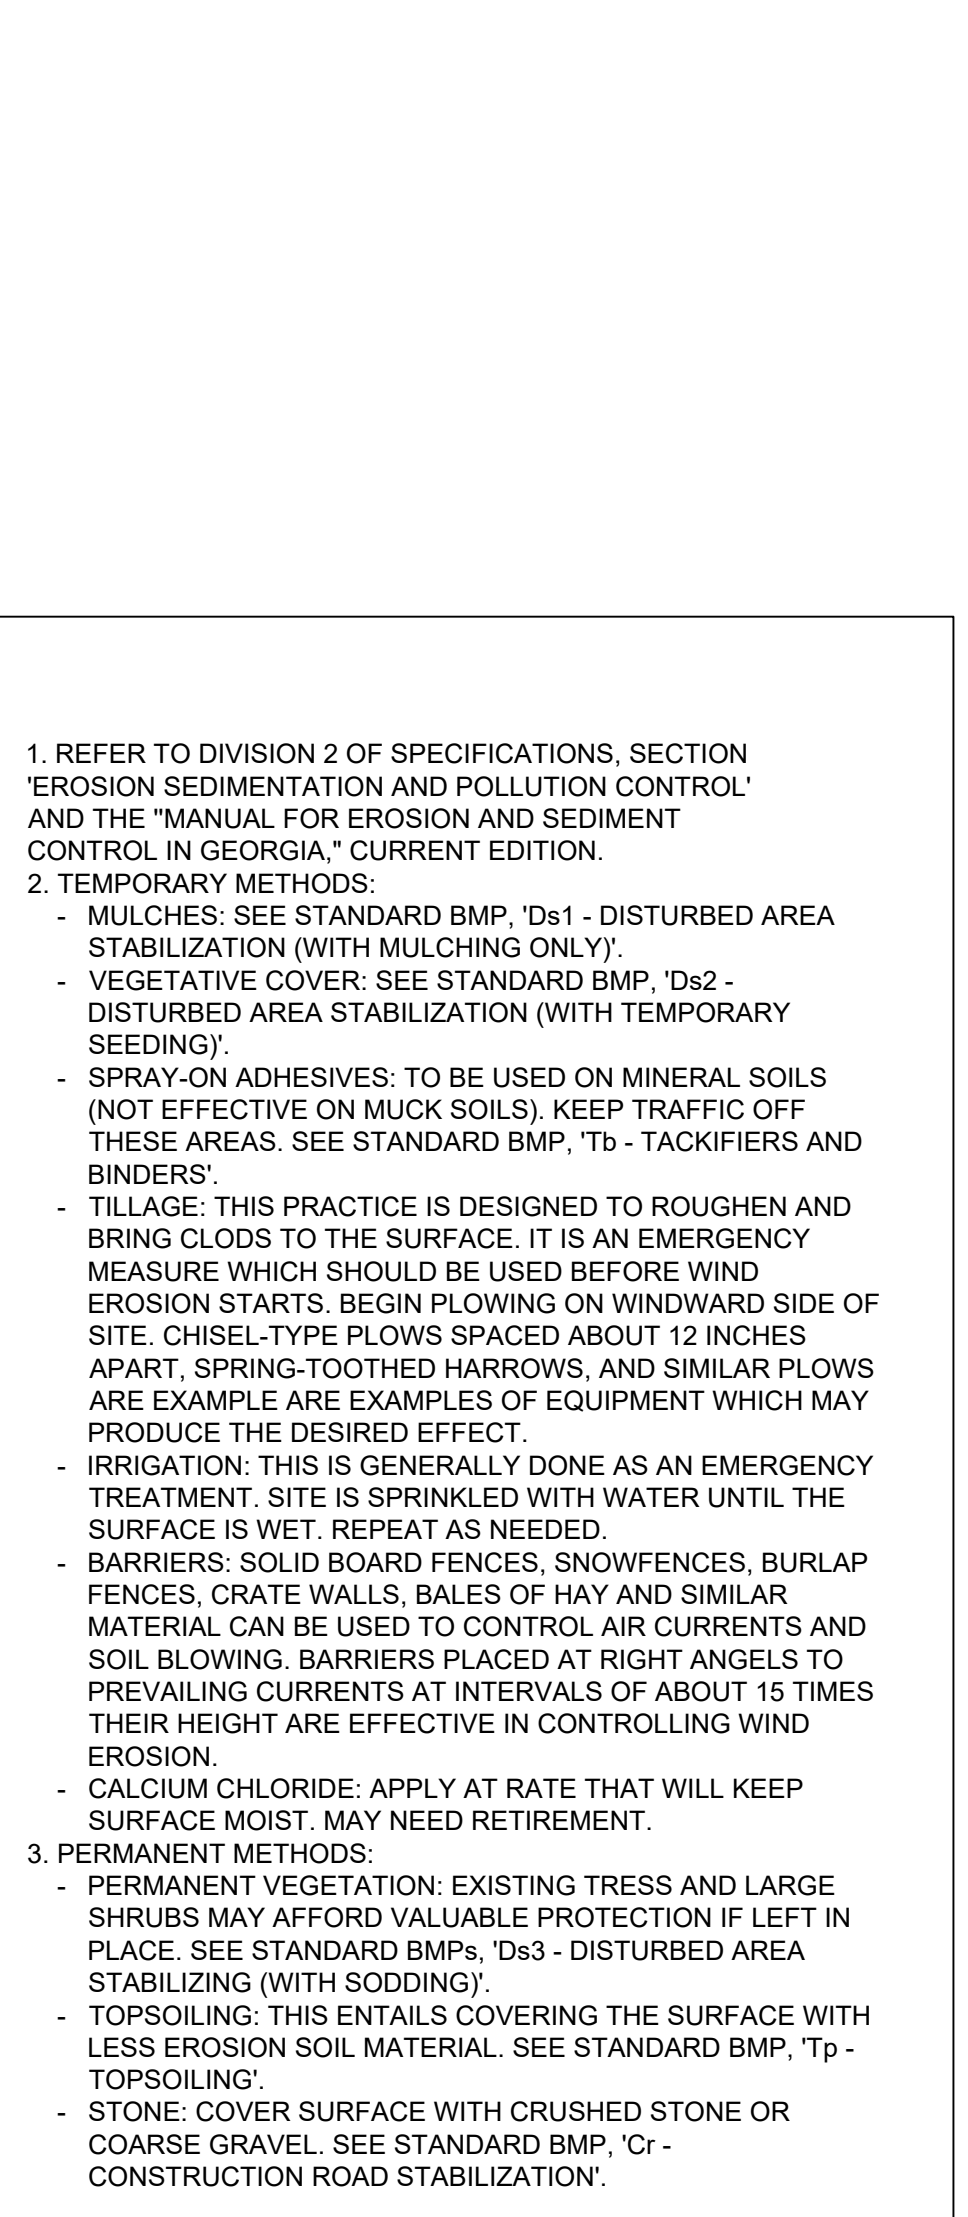 1. REFER TO DIVISION 2 OF SPECIFICATIONS, SECTION
'EROSION SEDIMENTATION AND POLLUTION CONTROL'
AND THE "MANUAL FOR EROSION AND SEDIMENT
CONTROL IN GEORGIA," CURRENT EDITION.
2. TEMPORARY METHODS:
- MULCHES: SEE STANDARD BMP, 'Ds1 - DISTURBED AREA
STABILIZATION (WITH MULCHING ONLY)'.
- VEGETATIVE COVER: SEE STANDARD BMP, 'Ds2 -
DISTURBED AREA STABILIZATION (WITH TEMPORARY
SEEDING)'.
- SPRAY-ON ADHESIVES: TO BE USED ON MINERAL SOILS
(NOT EFFECTIVE ON MUCK SOILS). KEEP TRAFFIC OFF
THESE AREAS. SEE STANDARD BMP, 'Tb - TACKIFIERS AND
BINDERS'.
- TILLAGE: THIS PRACTICE IS DESIGNED TO ROUGHEN AND
BRING CLODS TO THE SURFACE. IT IS AN EMERGENCY
MEASURE WHICH SHOULD BE USED BEFORE WIND
EROSION STARTS. BEGIN PLOWING ON WINDWARD SIDE OF
SITE. CHISEL-TYPE PLOWS SPACED ABOUT 12 INCHES
APART, SPRING-TOOTHED HARROWS, AND SIMILAR PLOWS
ARE EXAMPLE ARE EXAMPLES OF EQUIPMENT WHICH MAY
PRODUCE THE DESIRED EFFECT.
- IRRIGATION: THIS IS GENERALLY DONE AS AN EMERGENCY
TREATMENT. SITE IS SPRINKLED WITH WATER UNTIL THE
SURFACE IS WET. REPEAT AS NEEDED.
- BARRIERS: SOLID BOARD FENCES, SNOWFENCES, BURLAP
FENCES, CRATE WALLS, BALES OF HAY AND SIMILAR
MATERIAL CAN BE USED TO CONTROL AIR CURRENTS AND
SOIL BLOWING. BARRIERS PLACED AT RIGHT ANGELS TO
PREVAILING CURRENTS AT INTERVALS OF ABOUT 15 TIMES
THEIR HEIGHT ARE EFFECTIVE IN CONTROLLING WIND
EROSION.
- CALCIUM CHLORIDE: APPLY AT RATE THAT WILL KEEP
SURFACE MOIST. MAY NEED RETIREMENT.
3. PERMANENT METHODS:
- PERMANENT VEGETATION: EXISTING TRESS AND LARGE
SHRUBS MAY AFFORD VALUABLE PROTECTION IF LEFT IN
PLACE. SEE STANDARD BMPs, 'Ds3 - DISTURBED AREA
STABILIZING (WITH SODDING)'.
- TOPSOILING: THIS ENTAILS COVERING THE SURFACE WITH
LESS EROSION SOIL MATERIAL. SEE STANDARD BMP, 'Tp -
TOPSOILING'.
- STONE: COVER SURFACE WITH CRUSHED STONE OR
COARSE GRAVEL. SEE STANDARD BMP, 'Cr -
CONSTRUCTION ROAD STABILIZATION'.